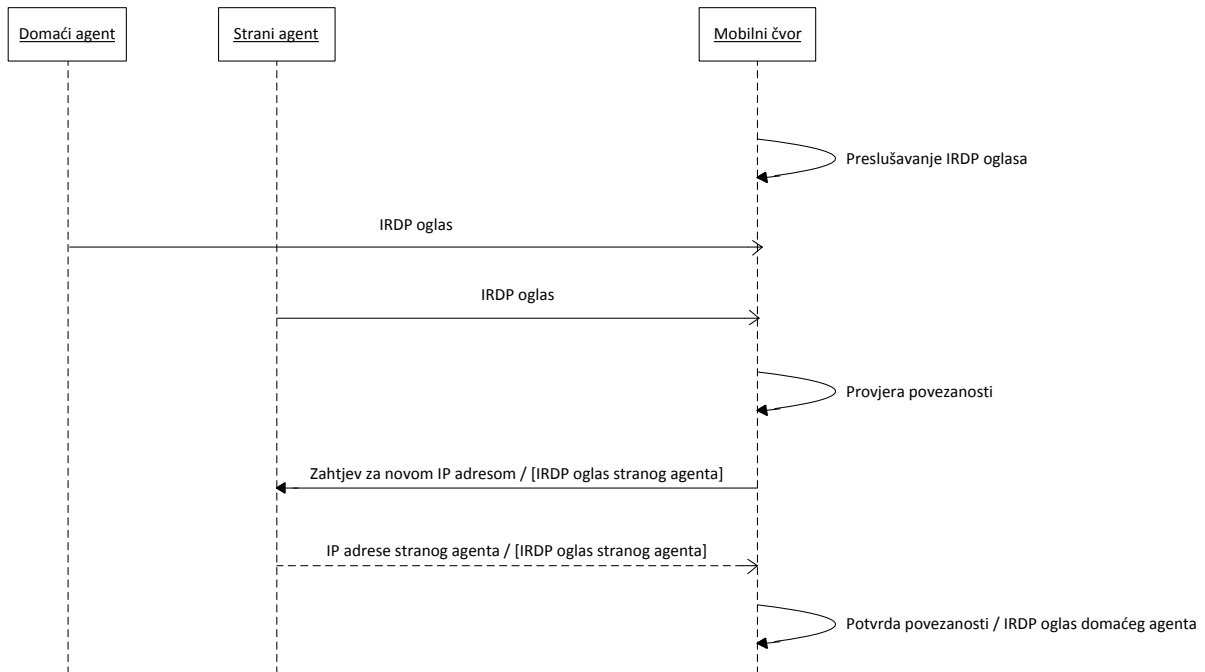 Domaći agent
Strani agent
Mobilni čvor
Preslušavanje IRDP oglasa
IRDP oglas
IRDP oglas
Provjera povezanosti
Zahtjev za novom IP adresom / [IRDP oglas stranog agenta]
IP adrese stranog agenta / [IRDP oglas stranog agenta]
Potvrda povezanosti / IRDP oglas domaćeg agenta